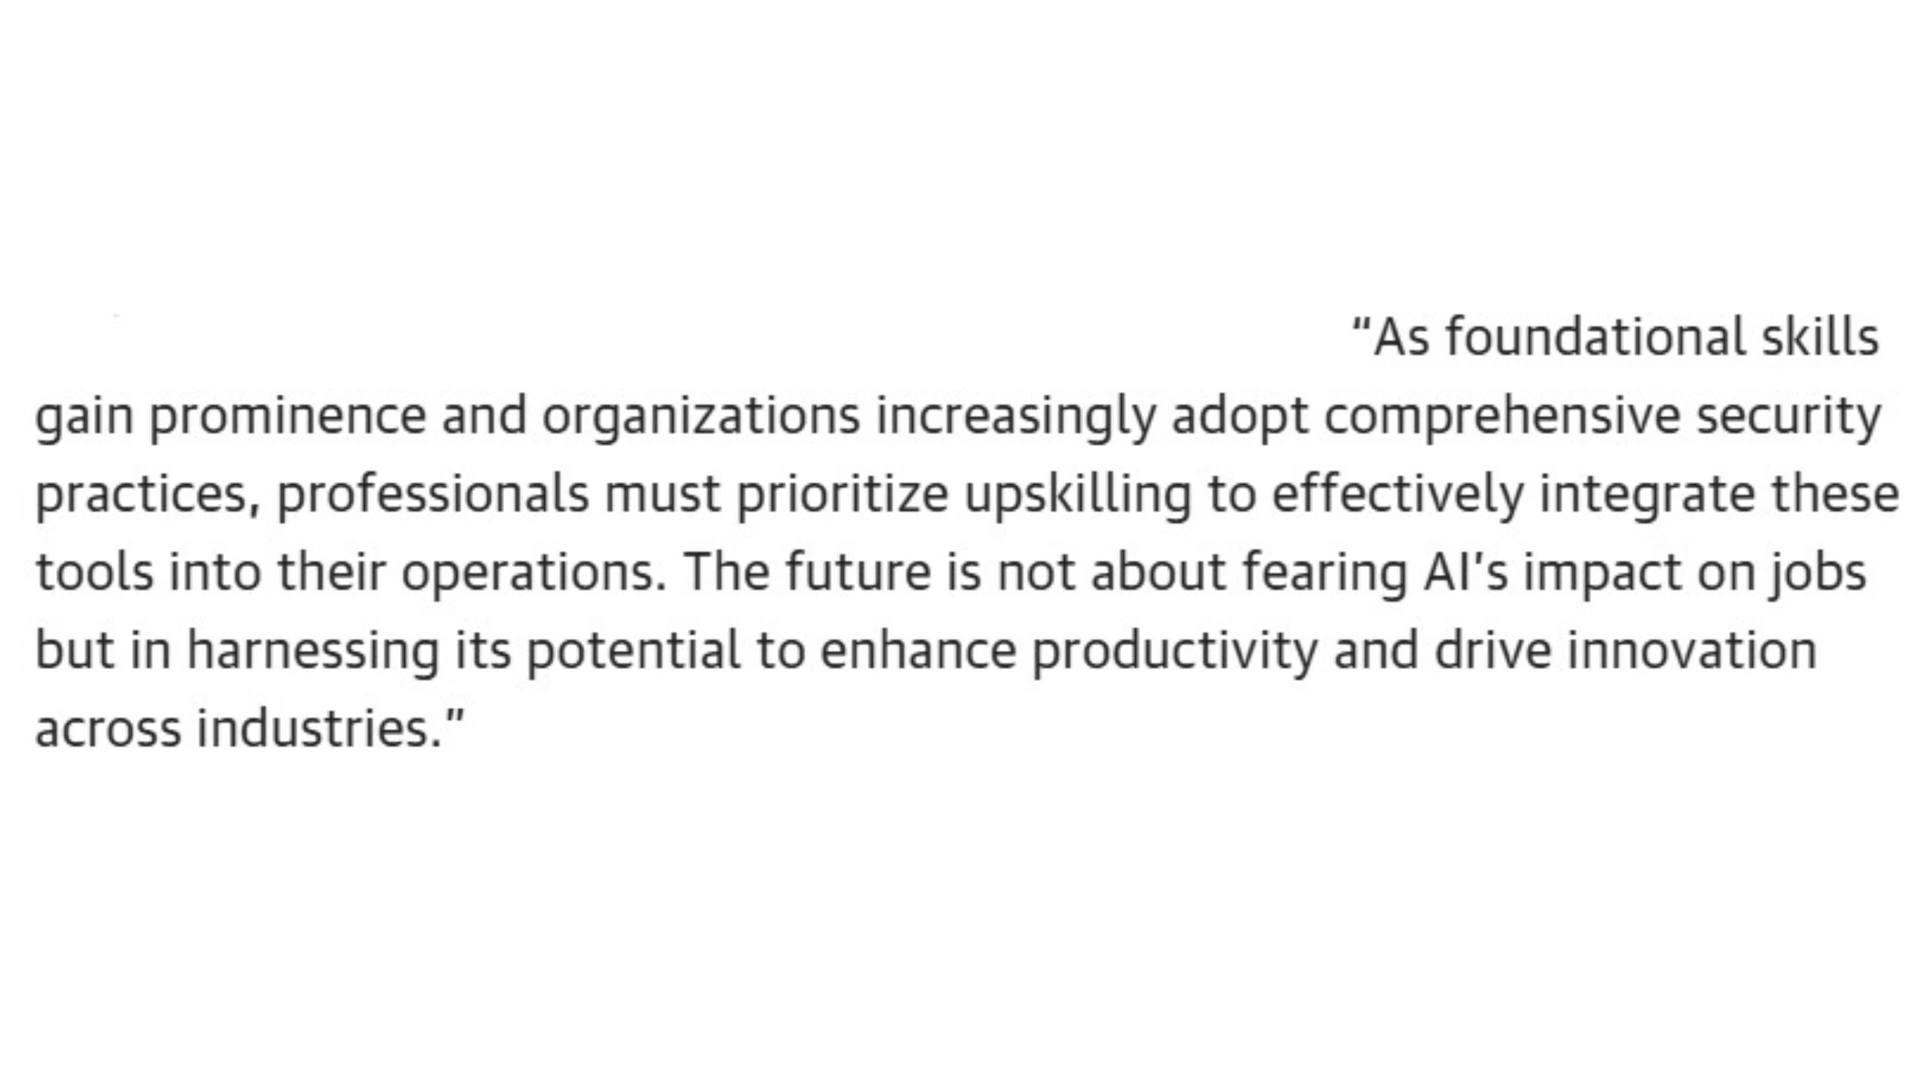 “As foundational skills
gain prominence and organizations increasingly adopt comprehensive security
practices, professionals must prioritize upskilling to effectively integrate these
tools into their operations. The future is not about fearing AI’s impact on jobs
but in harnessing its potential to enhance productivity and drive innovation
across industries.”